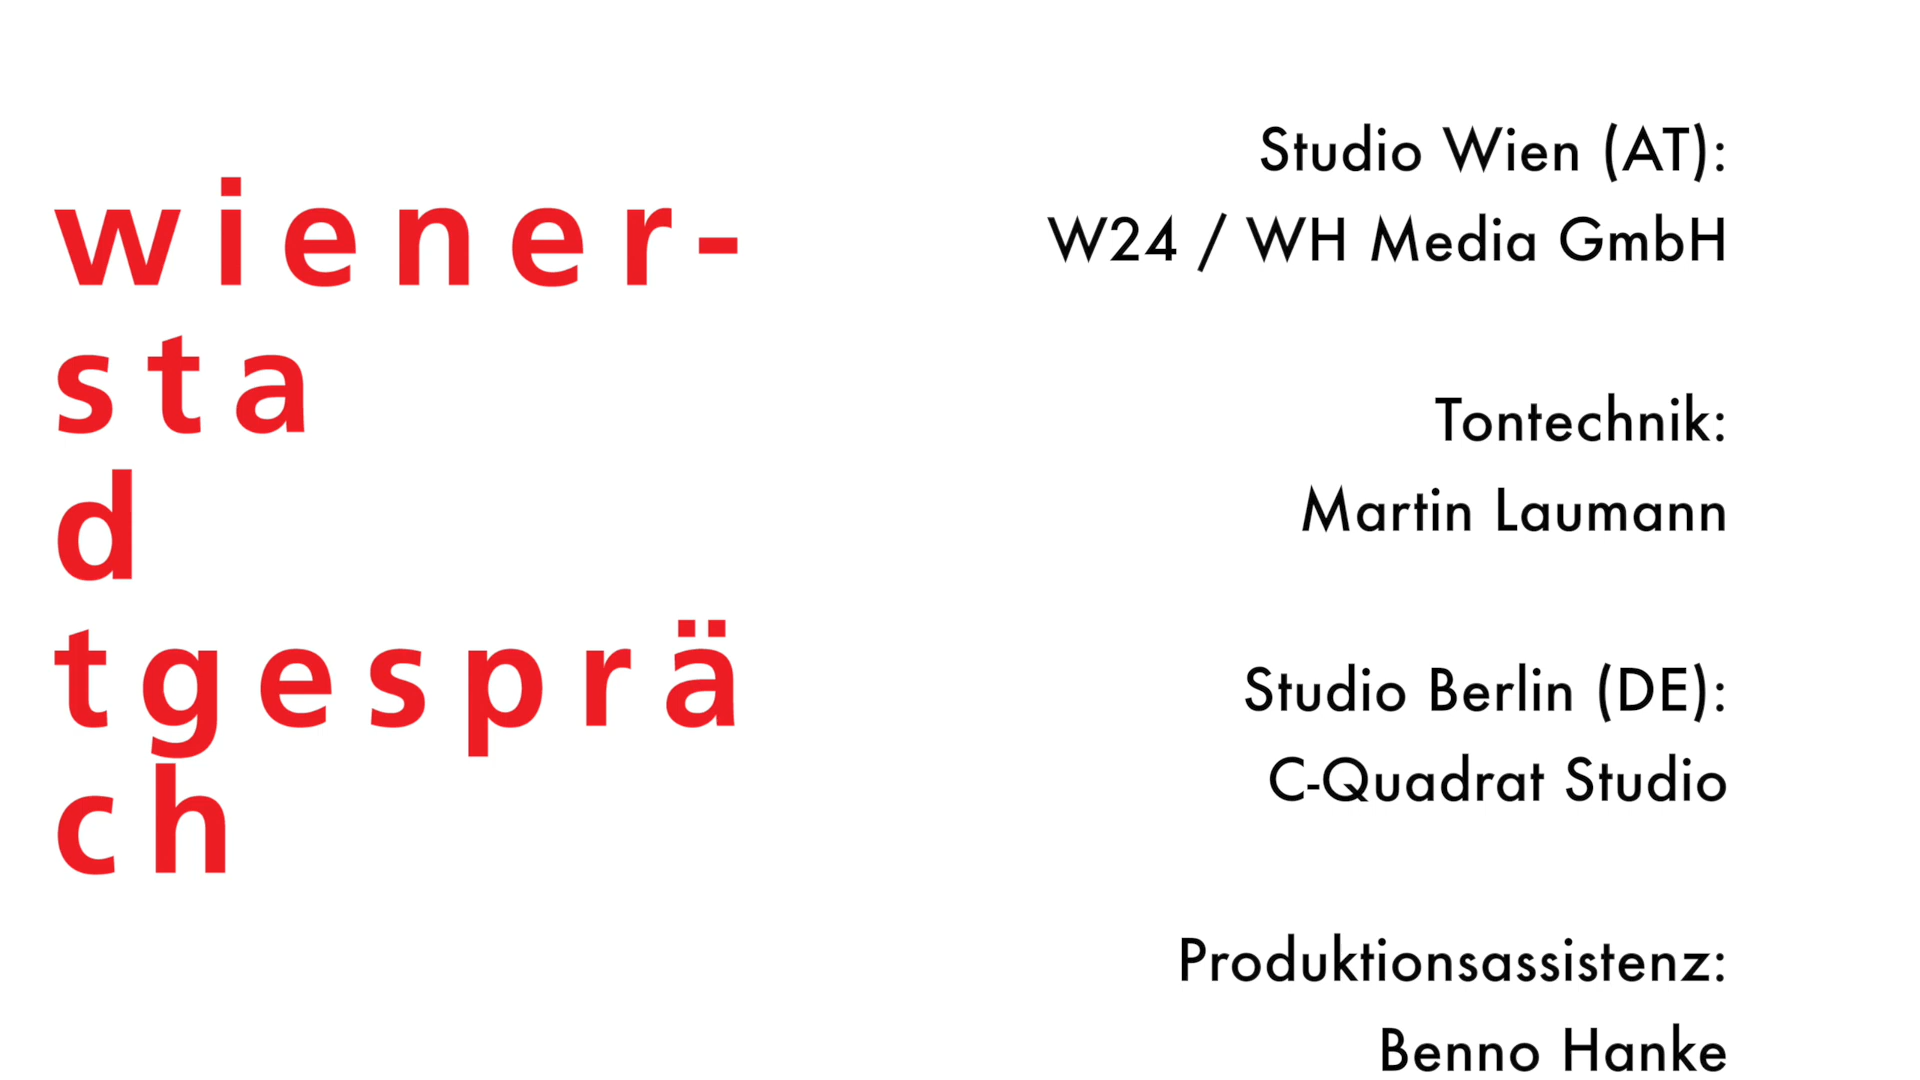 wiener-
sta
d
tgesprä
ch
Studio Wien (AT):
W24 / WH Media GmbH
Tontechnik:
Martin Laumann
Studio Berlin (DE):
C-Quadrat Studio
Produktionsassistenz:
Benno Hanke